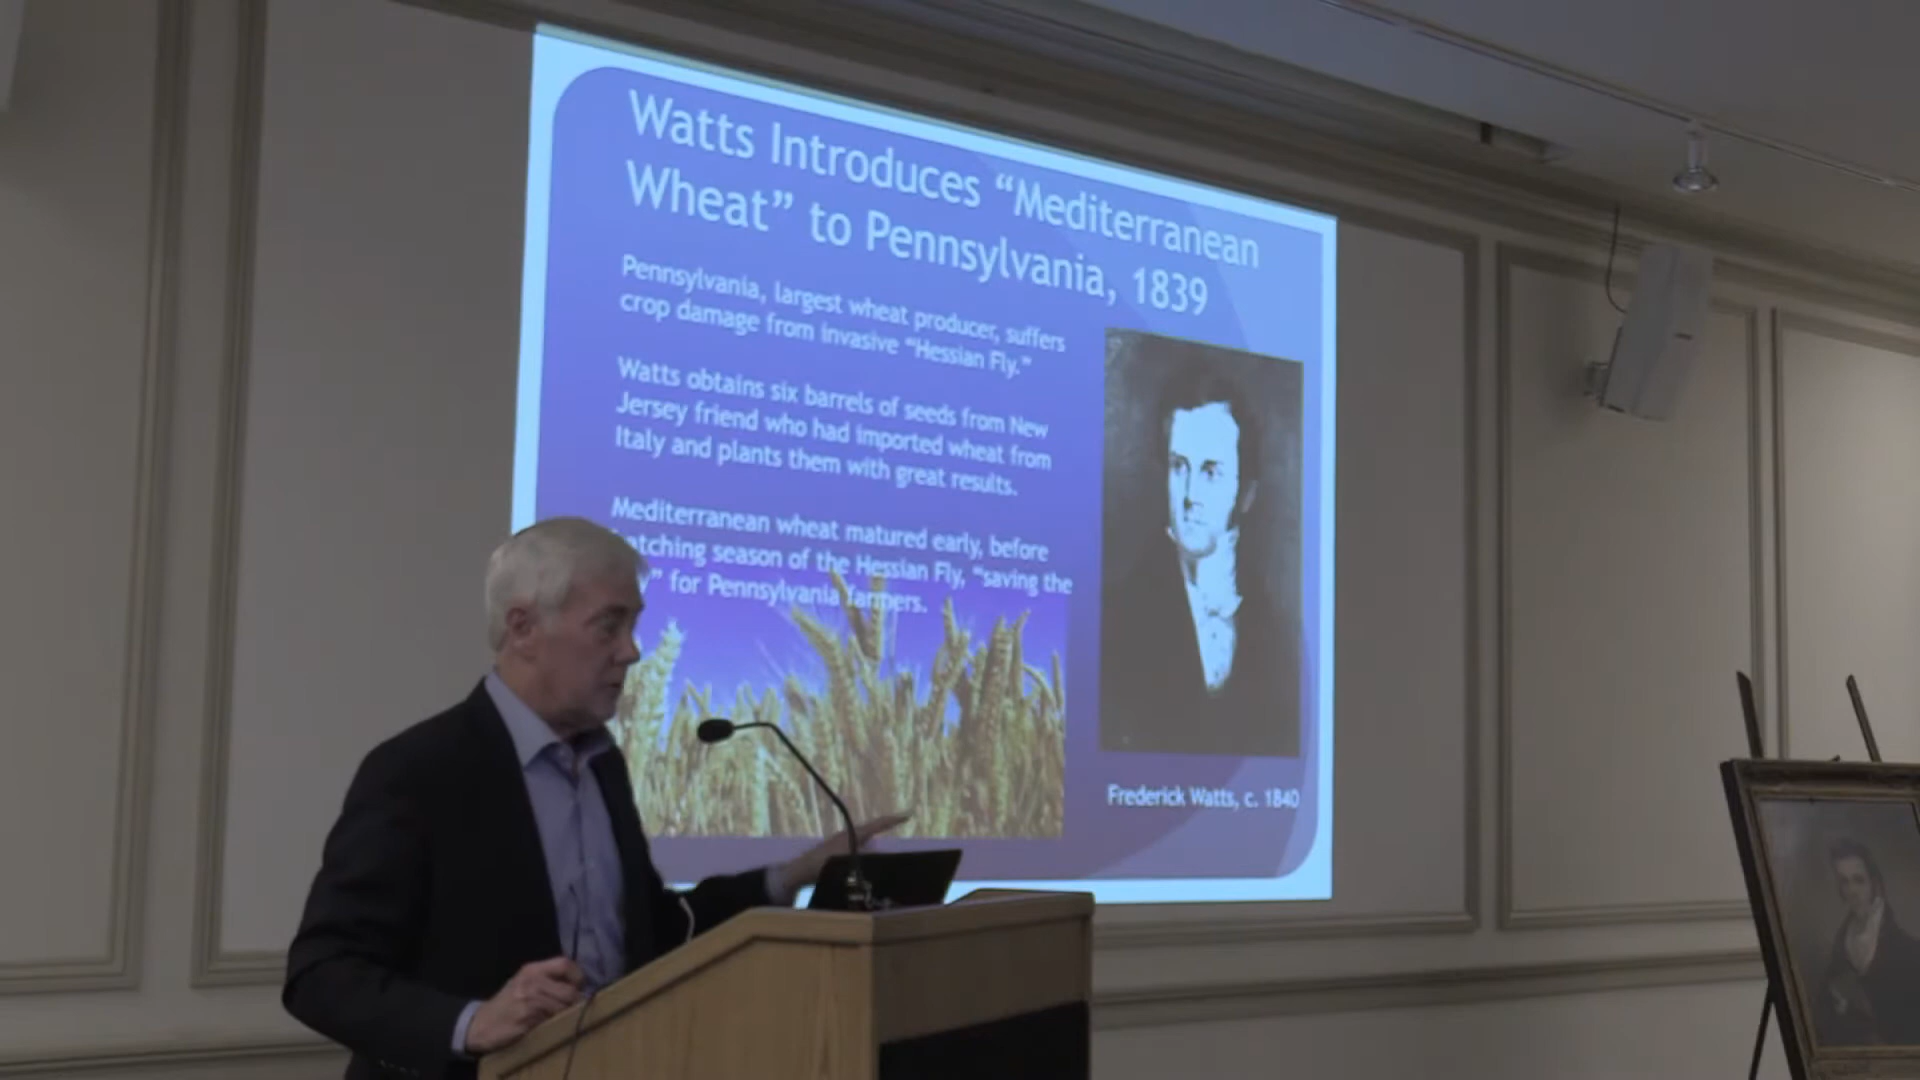 Watts Introduces “Mediterranean
Wheat” to Pennsylvania, 1839
Pennsylvania, largest wheat producer, suffers
crop damage from invasive “Hessian Fly.”
Watts obtains six barrels of seeds from New
Jersey friend who had imported wheat from
Italy and plants them with great results.
Mediterranean wheat matured early, before
season of the Hessian Fly, “saving the
for Pennsylvania farmers.
Frederick Watts, c. 1840